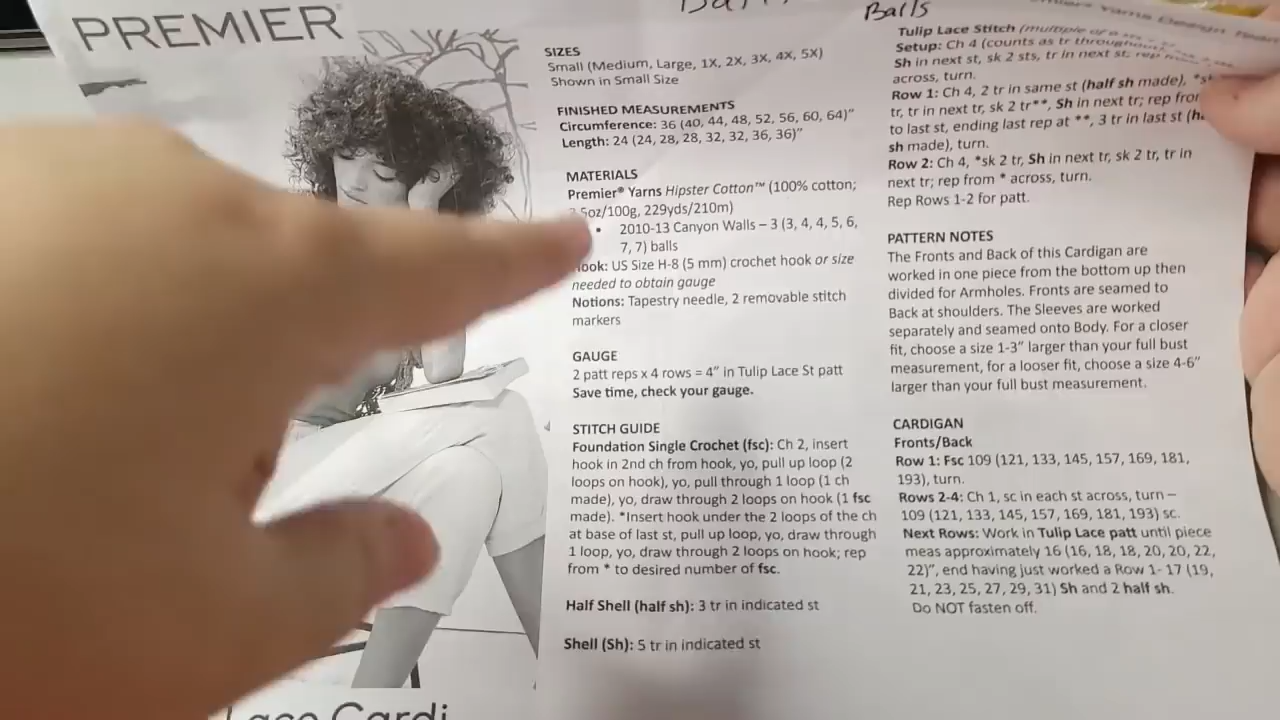 PREMIER®
Lace Cardi
SIZES
Small (Medium, Large, 1X, 2X, 3X, 4X, 5X)
Shown in Small Size
FINISHED MEASUREMENTS
Circumference: 36 (40, 44, 48, 52, 56, 60, 64)”
Length: 24 (24, 28, 28, 32, 32, 36, 36)”
MATERIALS
Premier® Yarns Hipster Cotton™ (100% cotton;
5oz/100g, 229yds/210m)
• 2010-13 Canyon Walls – 3 (3, 4, 4, 5, 6,
7, 7) balls
Hook: US Size H-8 (5 mm) crochet hook or size
needed to obtain gauge
Notions: Tapestry needle, 2 removable stitch
markers
GAUGE
2 patt reps x 4 rows = 4” in Tulip Lace St patt
Save time, check your gauge.
STITCH GUIDE
Foundation Single Crochet (fsc): Ch 2, insert
hook in 2nd ch from hook, yo, pull up loop (2
loops on hook), yo, pull through 1 loop (1 ch
made), yo, draw through 2 loops on hook (1 fsc
made). *Insert hook under the 2 loops of the ch
at base of last st, pull up loop, yo, draw through
1 loop, yo, draw through 2 loops on hook; rep
from * to desired number of fsc.
Half Shell (half sh): 3 tr in indicated st
Shell (Sh): 5 tr in indicated st
Balls
Tulip Lace Stitch (multiple of
Setup: Ch 4 (counts as tr throughout
Sh in next st, sk 2 sts, tr in next st; rep
across, turn.
Row 1: Ch 4, 2 tr in same st (half sh made), *sk
tr, tr in next tr, sk 2 tr**, Sh in next tr; rep from
to last st, ending last rep at **, 3 tr in last st (half
sh made), turn.
Row 2: Ch 4, *sk 2 tr, Sh in next tr, sk 2 tr, tr in
next tr; rep from * across, turn.
Rep Rows 1-2 for patt.
PATTERN NOTES
The Fronts and Back of this Cardigan are
worked in one piece from the bottom up then
divided for Armholes. Fronts are seamed to
Back at shoulders. The Sleeves are worked
separately and seamed onto Body. For a closer
fit, choose a size 1-3” larger than your full bust
measurement, for a looser fit, choose a size 4-6”
larger than your full bust measurement.
CARDIGAN
Fronts/Back
Row 1: Fsc 109 (121, 133, 145, 157, 169, 181,
193), turn.
Rows 2-4: Ch 1, sc in each st across, turn –
109 (121, 133, 145, 157, 169, 181, 193) sc.
Next Rows: Work in Tulip Lace patt until piece
meas approximately 16 (16, 18, 18, 20, 20, 22,
22)”, end having just worked a Row 1- 17 (19,
21, 23, 25, 27, 29, 31) Sh and 2 half sh.
Do NOT fasten off.